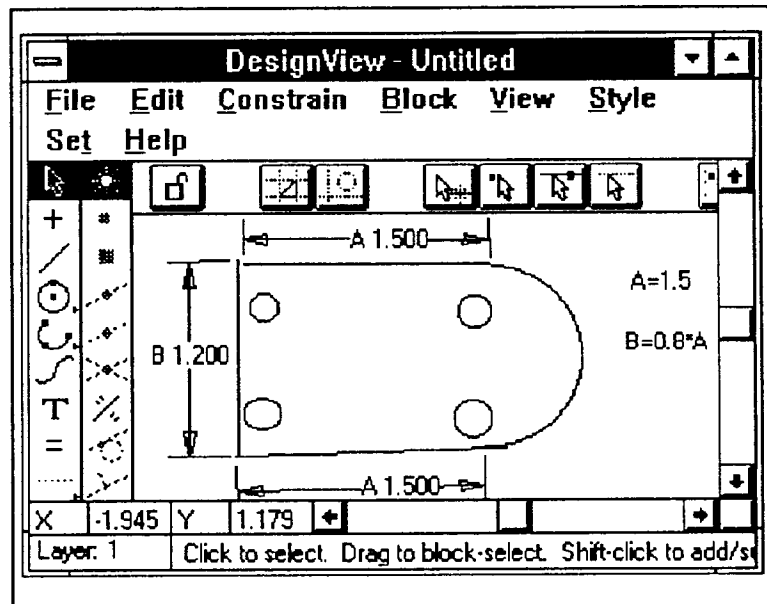 DesignView - Untitled
File Edit Constrain Block View Style
Set Help
A 1.500
A=1.5
B 1.200
B=0.8*A
T
=
A 1.500
X -1.945 Y 1.179
Layer: 1 Click to select. Drag to block-select. Shift-click to add/s